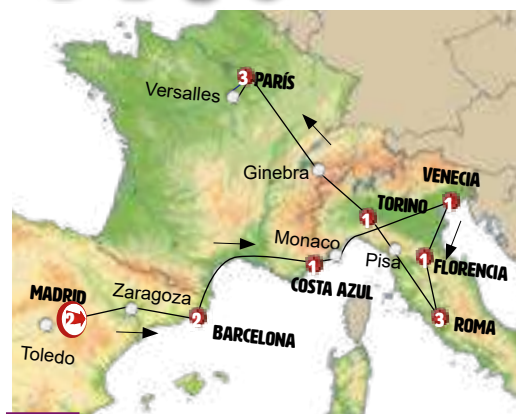 3 PARÍS
Versalles
Ginebra
VENECIA
1
1 TORINO
Monaco
Pisa
1 FLORENCIA
1
COSTA AZUL
Zaragoza
MADRID
2
2
BARCELONA
3 ROMA
Toledo